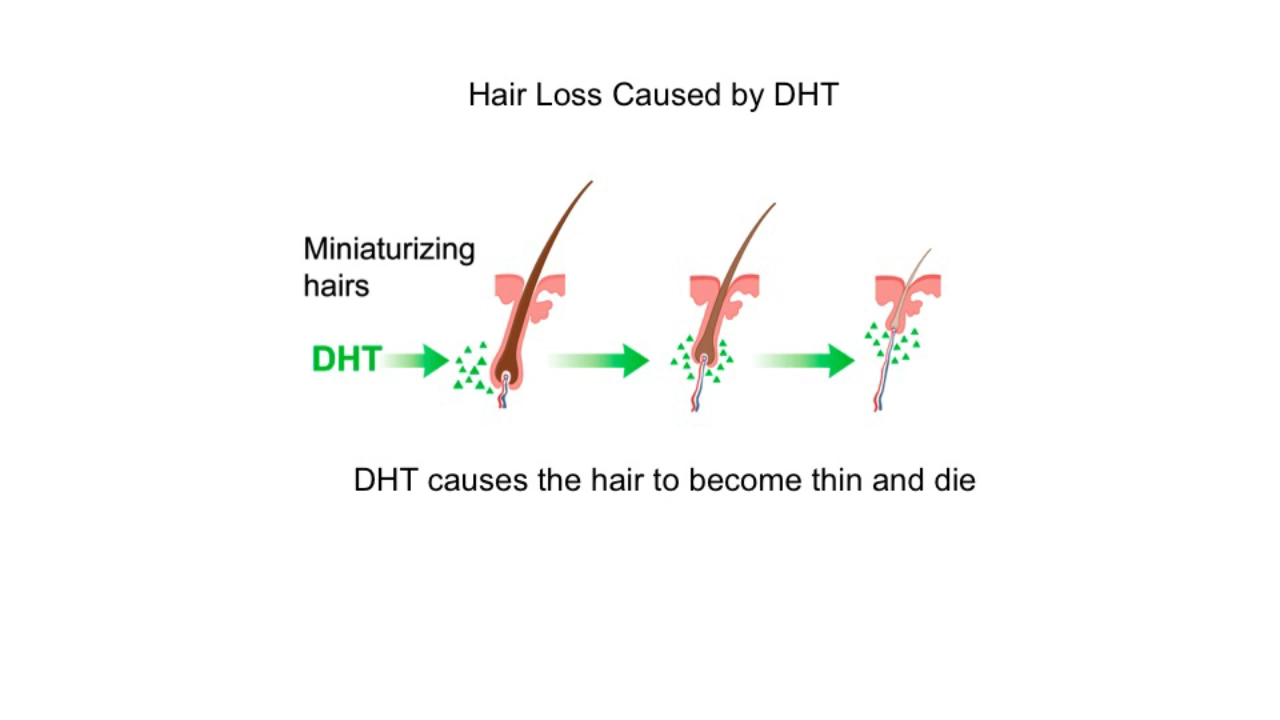 Hair Loss Caused by DHT
Miniaturizing
hairs
DHT
DHT causes the hair to become thin and die